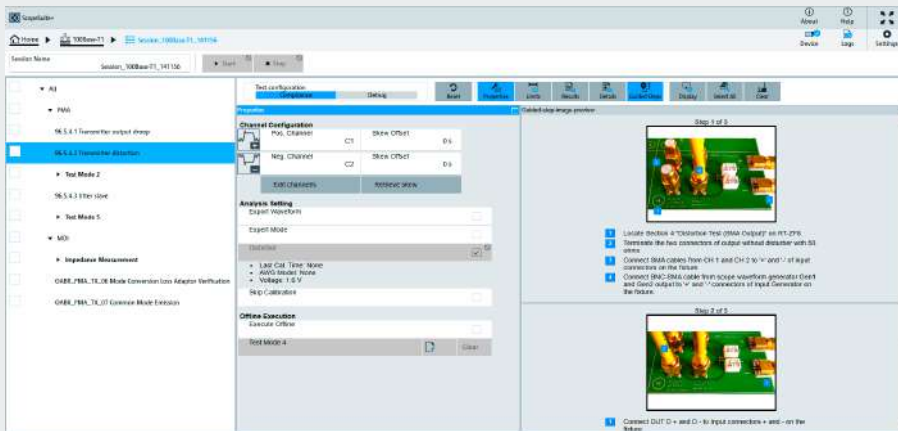 ScopeSuite+
About
Help
Home
100Base-T1
Session_100Base-T1_141156
Device
Logs
Settings
Session Name
Session_100Base-T1_141156
Start
Stop
All
PMA
96.5.4.1 Transmitter output droop
96.5.4.2 Transmitter distortion
Test Mode 2
96.5.4.3 Jitter slave
Test Mode 5
MDI
Impedance Measurement
OABR_PMA_TX_06 Mode Conversion Loss Adaptor Verification
OABR_PMA_TX_07 Common Mode Emission
Test configuration
Compliance
Debug
Reset
Properties
Limits
Results
Details
Guided Steps
Display
Select All
Clear
Properties
Channel Configuration
Pos. Channel
C1
Skew Offset
0 s
Neg. Channel
C2
Skew Offset
0 s
Edit channels
Retrieve skew
Analysis Setting
Export Waveform
Expert Mode
Disturber
• Last Cal. Time: None
• AWG Model: None
• Voltage: 1.6 V
Skip Calibration
Offline Execution
Execute Offline
Test Mode 4
Clear
Guided step image preview
Step 1 of 3
1 Locate Section 4 "Distortion Test (SMA Output)" on RT-ZF8.
2 Terminate the two connectors of output without disturber with 50
ohms
3 Connect SMA cables from CH 1 and CH 2 to '+' and '-' of input
connectors on the fixture
4 Connect BNC-SMA cable from scope waveform generator Gen1
and Gen2 output to '+' and '-' connectors of Input Generator on
the fixture.
Step 2 of 3
1 Connect DUT D + and D - to input connectors + and - on the
fixture